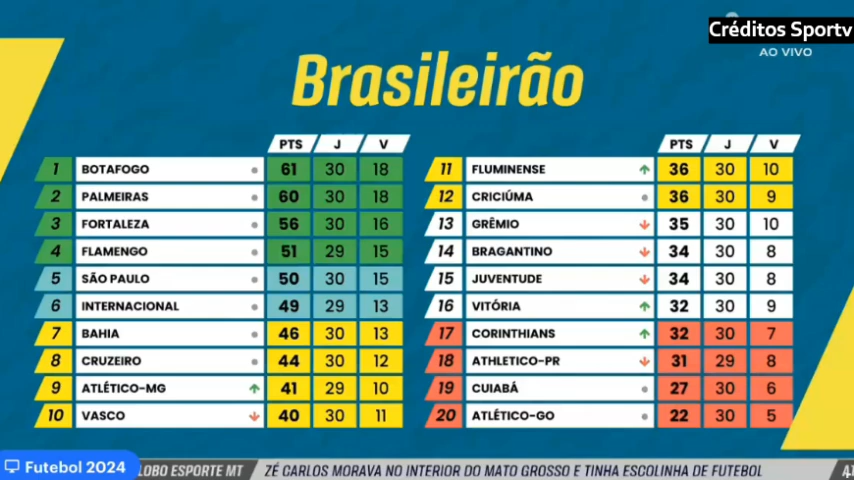 Créditos Sportv
AO VIVO
Brasileirão
PTS J V
1 BOTAFOGO 61 30 18
2 PALMEIRAS 60 30 18
3 FORTALEZA 56 30 16
4 FLAMENGO 51 29 15
5 SÃO PAULO 50 30 15
6 INTERNACIONAL 49 29 13
7 BAHIA 46 30 13
8 CRUZEIRO 44 30 12
9 ATLÉTICO-MG 41 29 10
10 VASCO 40 30 11
PTS J V
11 FLUMINENSE 36 30 10
12 CRICIÚMA 36 30 9
13 GRÊMIO 35 30 10
14 BRAGANTINO 34 30 8
15 JUVENTUDE 34 30 8
16 VITÓRIA 32 30 9
17 CORINTHIANS 32 30 7
18 ATHLETICO-PR 31 29 8
19 CUIABÁ 27 30 6
20 ATLÉTICO-GO 22 30 5
Futebol 2024
LOBO ESPORTE MT ZÉ CARLOS MORAVA NO INTERIOR DO MATO GROSSO E TINHA ESCOLINHA DE FUTEBOL